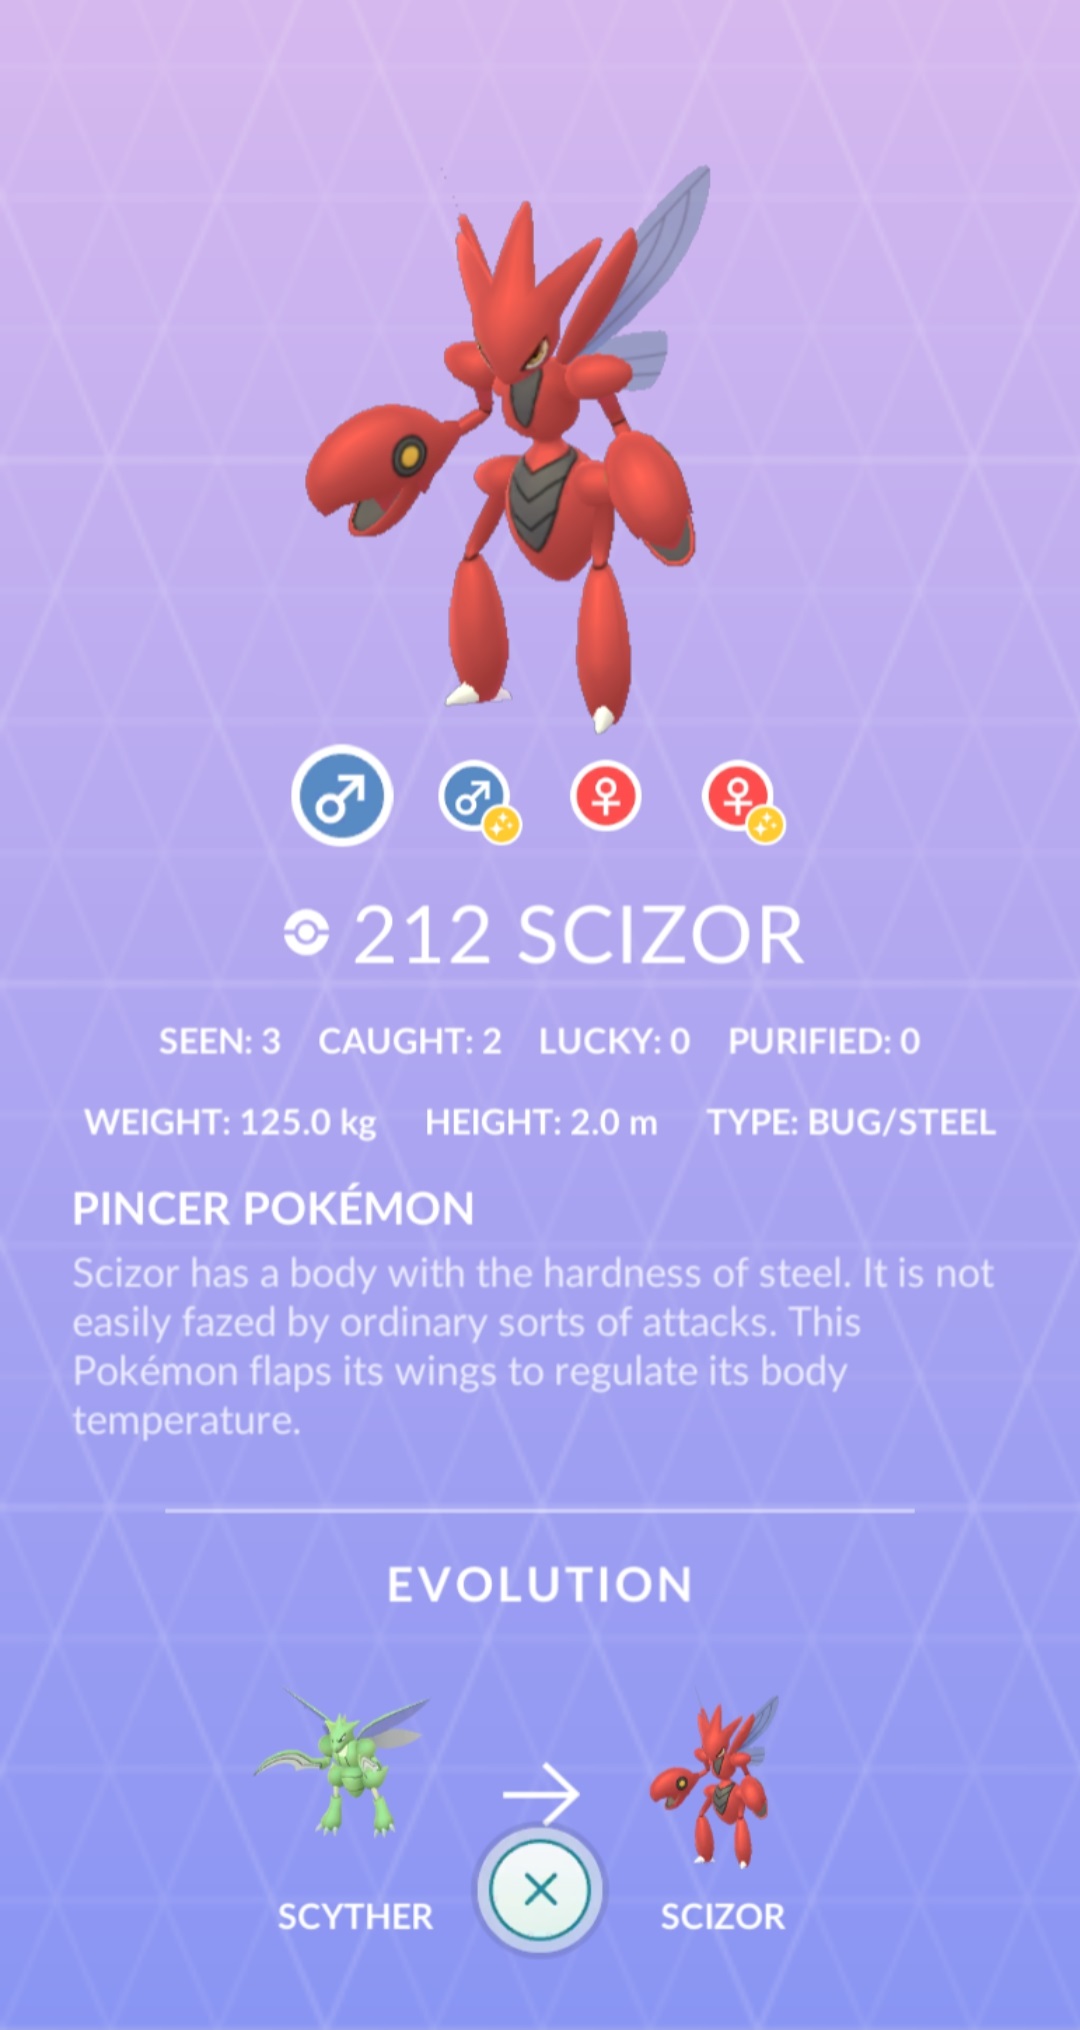 212 SCIZOR
SEEN: 3 CAUGHT: 2 LUCKY: 0 PURIFIED: 0
WEIGHT: 125.0 kg HEIGHT: 2.0 m TYPE: BUG/STEEL
PINCER POKÉMON
Scizor has a body with the hardness of steel. It is not
easily fazed by ordinary sorts of attacks. This
Pokémon flaps its wings to regulate its body
temperature.
EVOLUTION
SCYTHER SCIZOR